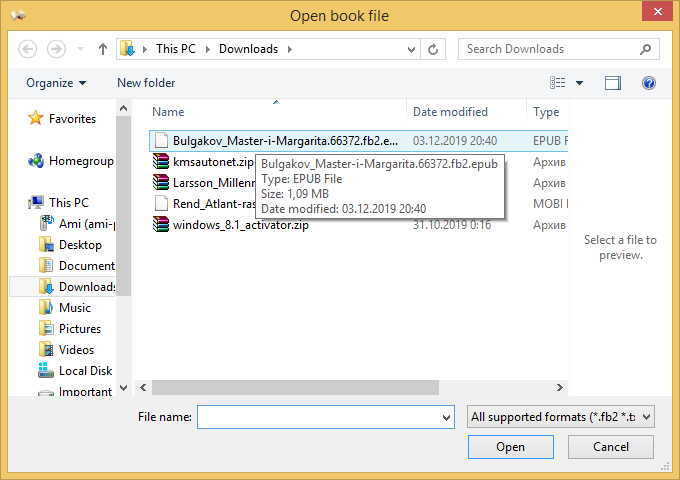 Open book file
This PC
Downloads
Search Downloads
Organize
New folder
Name
Date modified
Type
Favorites
Homegroup
This PC
Ami (ami-p
Desktop
Document
Downloads
Music
Pictures
Videos
Local Disk
Important
Bulgakov_Master-i-Margarita.66372.fb2.e... 03.12.2019 20:40 EPUB F
kmsautonet.zip Архив
Larsson_Millenn Архив
Rend_Atlant-ras MOBI
windows_8.1_activator.zip 31.10.2019 0:16 Архив
Bulgakov_Master-i-Margarita.66372.fb2.epub
Type: EPUB File
Size: 1,09 MB
Date modified: 03.12.2019 20:40
Select a file to
preview.
File name:
All supported formats (*.fb2 *.tx
Open
Cancel